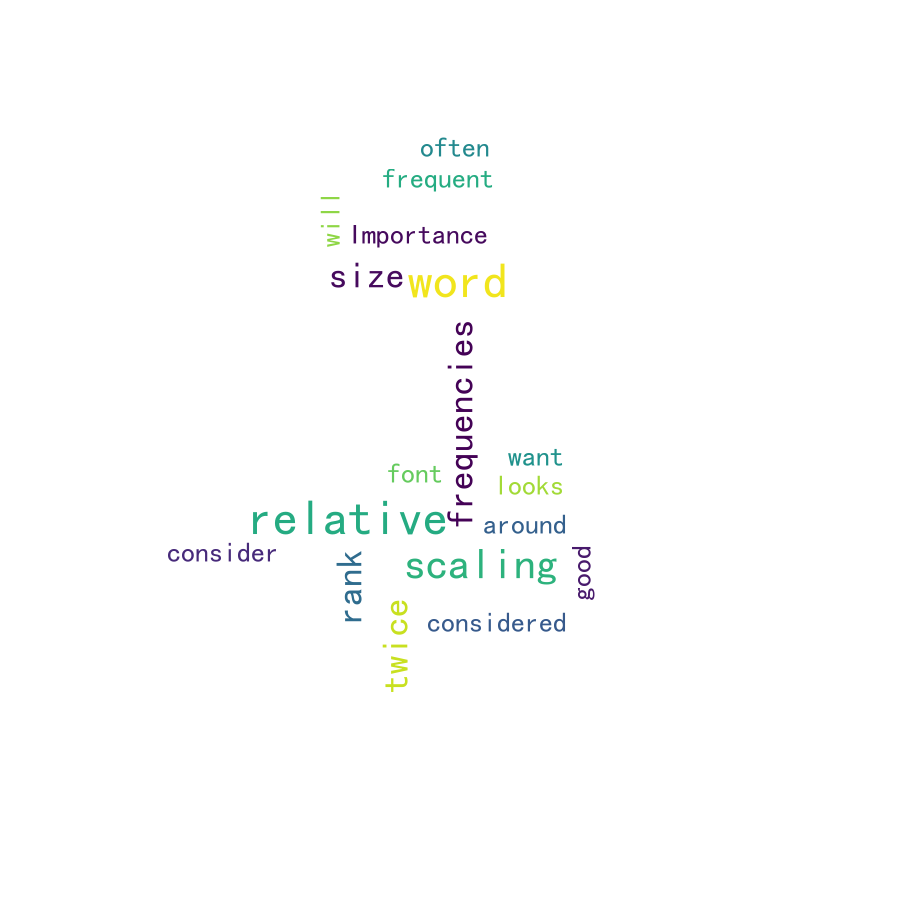 often
frequent
will
Importance
size
word
frequencies
want
font
looks
relative
around
consider
scaling
good
rank
twice
considered